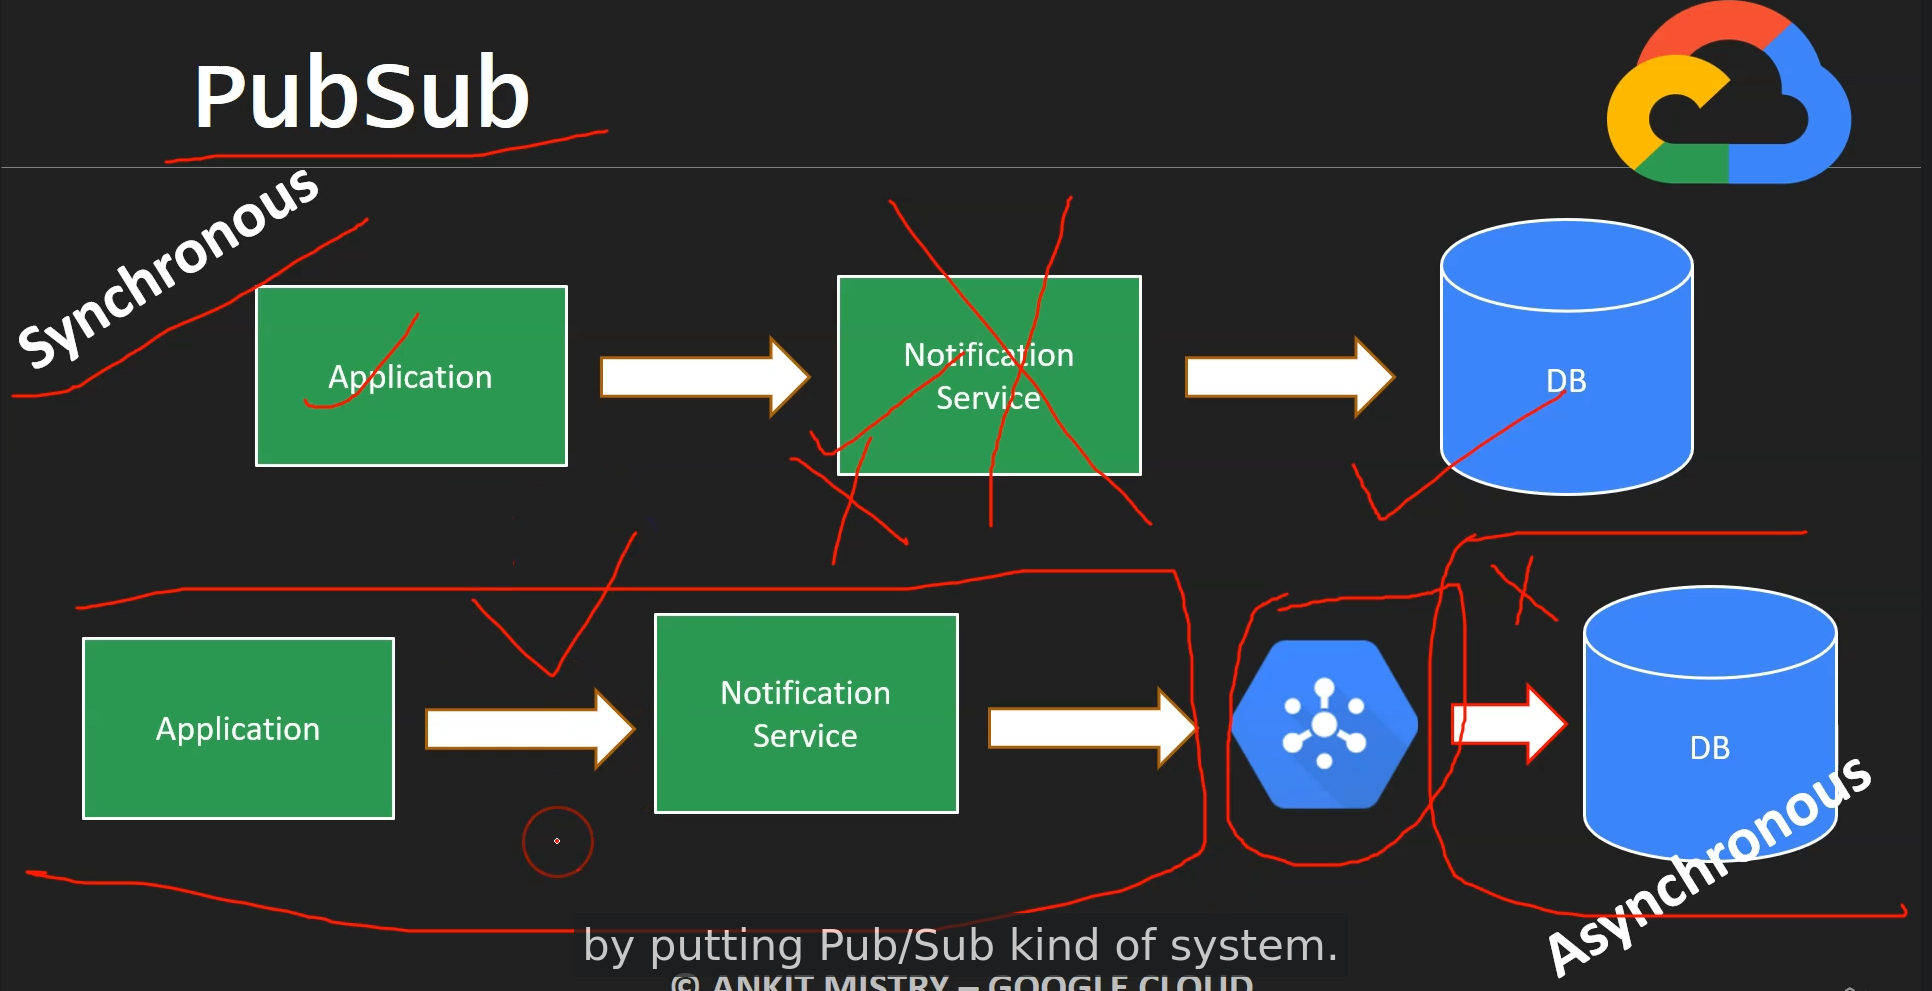 PubSub
Synchronous
Application
Notification
Service
DB
Application
Notification
Service
DB
Asynchronous
by putting Pub/Sub kind of system.
© ANKIT MISTRY – GOOGLE CLOUD